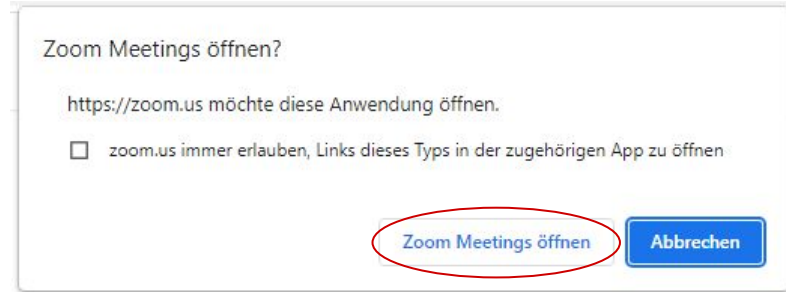 Zoom Meetings öffnen?
https://zoom.us möchte diese Anwendung öffnen.
zoom.us immer erlauben, Links dieses Typs in der zugehörigen App zu öffnen
Zoom Meetings öffnen Abbrechen